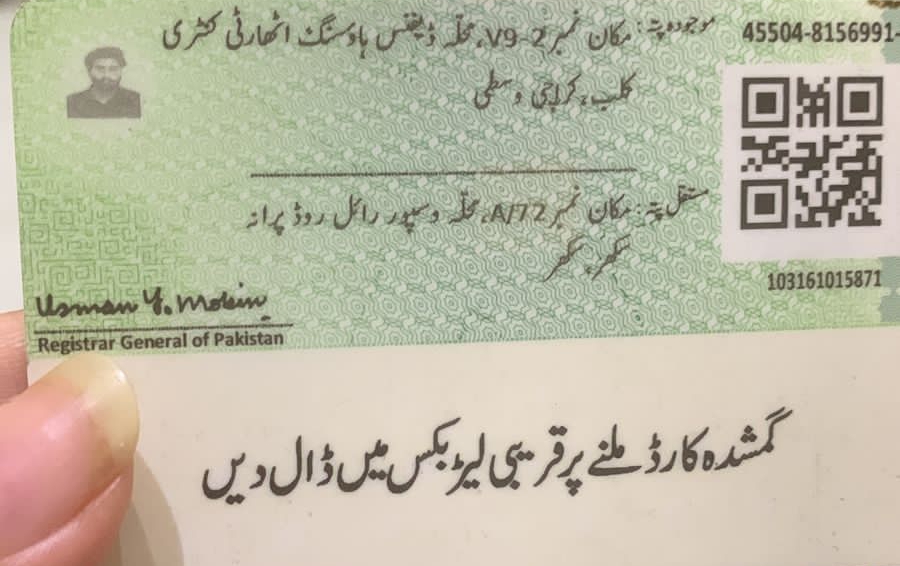 موجودہ پتہ: مکان نمبر V9-2، محلہ ڈیفنس ہاؤسنگ اتھارٹی کنٹری
کلب، کراچی وسطی
45504-8156991-
مستقل پتہ: مکان نمبر A/72، محلہ وسپور رائل روڈ پرانہ
سکھر، سکھر
103161015871
Usman Y. Mobin
Registrar General of Pakistan
گمشدہ کارڈ ملنے پر قریبی لیٹر بکس میں ڈال دیں